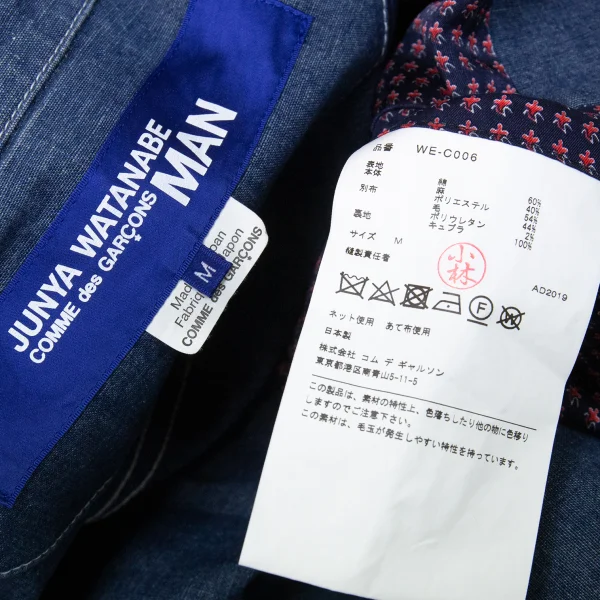 JUNYA WATANABE
COMME des GARÇONS
MAN
M
Fabriq
COMME des GARÇONS
品番 WE-C006
表地
本体 綿 60%
麻 40%
別布 ポリエステル 54%
毛 44%
ポリウレタン 2%
裏地 キュプラ 100%
サイズ M
縫製責任者 小林
AD2019
F
W
ネット使用 あて布使用
日本製
株式会社 コム デ ギャルソン
東京都港区南青山5-11-5
この製品は、素材の特性上、色落ちしたり他の物に色移り
しますのでご注意下さい。
この素材は、毛玉が発生しやすい特性を持っています。